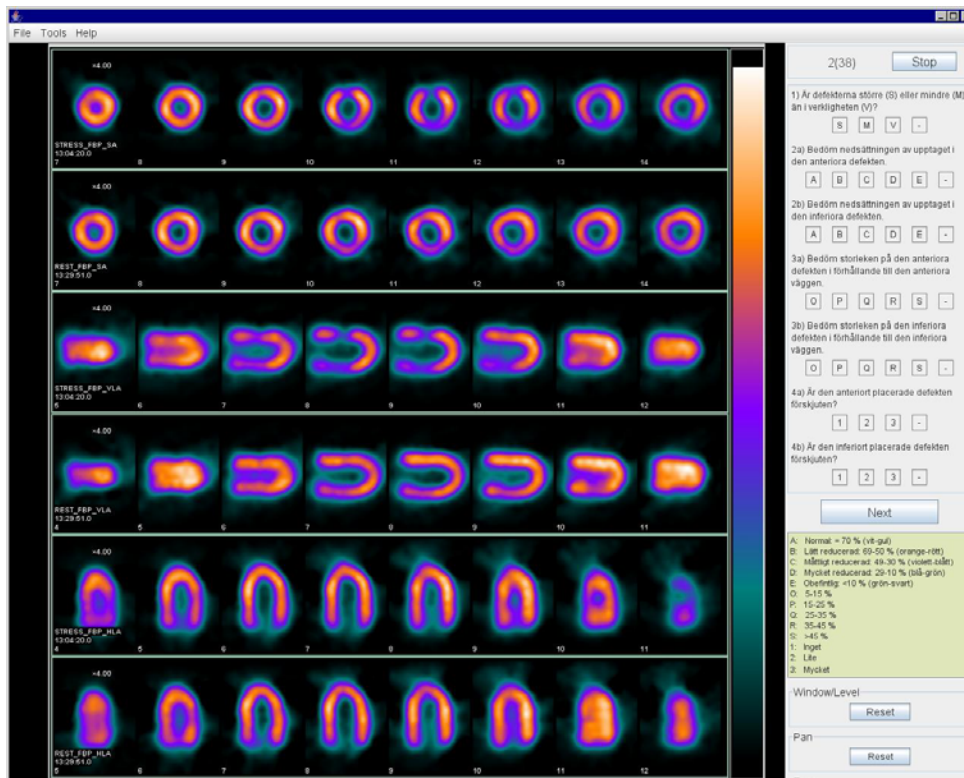 File Tools Help
×4.00
STRESS_FBP_SA
13:04:20.0
7 8 9 10 11 12 14
×4.00
REST_FBP_SA
13:29:51.0
7 8 9 10 11 12 14
×4.00
STRESS_FBP_VLA
13:04:20.0
5 6 7 8 9 10 11 12
×4.00
REST_FBP_VLA
13:29:51.0
4 5 6 7 8 9 10 11
×4.00
STRESS_FBP_HLA
13:04:20.0
4 5 6 7 8 9 10 11
×4.00
REST_FBP_HLA
13:29:51.0
5 6 7 8 9 10 11 12
2(38) Stop
1) Är defekterna större (S) eller mindre (M)
än i verkligheten (V)?
S M V -
2a) Bedöm nedsättningen av upptaget i
den anteriora defekten.
A B C D E -
2b) Bedöm nedsättningen av upptaget i
den inferiora defekten.
A B C D E -
3a) Bedöm storleken på den anteriora
defekten i förhållande till den anteriora
väggen.
O P Q R S -
3b) Bedöm storleken på den inferiora
defekten i förhållande till den inferiora
väggen.
O P Q R S -
4a) Är den anteriort placerade defekten
förskjuten?
1 2 3 -
4b) Är den inferiort placerade defekten
förskjuten?
1 2 3 -
Next
A: Normal: = 70 % (vit-gul)
B: Lätt reducerad: 69-50 % (orange-rött)
C: Måttligt reducerad: 49-30 % (violett-blått)
D: Mycket reducerad: 29-10 % (blå-grön)
E: Obefintlig: <10 % (grön-svart)
O: 5-15 %
P: 15-25 %
Q: 25-35 %
R: 35-45 %
S: >45 %
1: Inget
2: Lite
3: Mycket
Window/Level
Reset
Pan
Reset